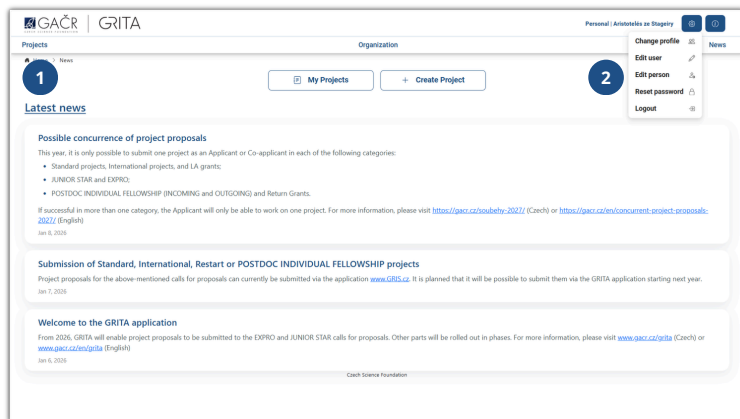 GAČR GRITA
CZECH SCIENCE FOUNDATION
Personal | Aristotelés ze Stageiry
Projects Organization News
Change profile
Edit user
Edit person
Reset password
Logout
> News
1
2
My Projects + Create Project
Latest news
Possible concurrence of project proposals
This year, it is only possible to submit one project as an Applicant or Co-applicant in each of the following categories:
• Standard projects, International projects, and LA grants;
• JUNIOR STAR and EXPRO;
• POSTDOC INDIVIDUAL FELLOWSHIP (INCOMING and OUTGOING) and Return Grants.
If successful in more than one category, the Applicant will only be able to work on one project. For more information, please visit https://gacr.cz/soubehy-2027/ (Czech) or https://gacr.cz/en/concurrent-project-proposals-
2027/ (English)
Jan 8, 2026
Submission of Standard, International, Restart or POSTDOC INDIVIDUAL FELLOWSHIP projects
Project proposals for the above-mentioned calls for proposals can currently be submitted via the application www.GRIS.cz. It is planned that it will be possible to submit them via the GRITA application starting next year.
Jan 7, 2026
Welcome to the GRITA application
From 2026, GRITA will enable project proposals to be submitted to the EXPRO and JUNIOR STAR calls for proposals. Other parts will be rolled out in phases. For more information, please visit www.gacr.cz/grita (Czech) or
www.gacr.cz/en/grita (English)
Jan 6, 2026
Czech Science Foundation